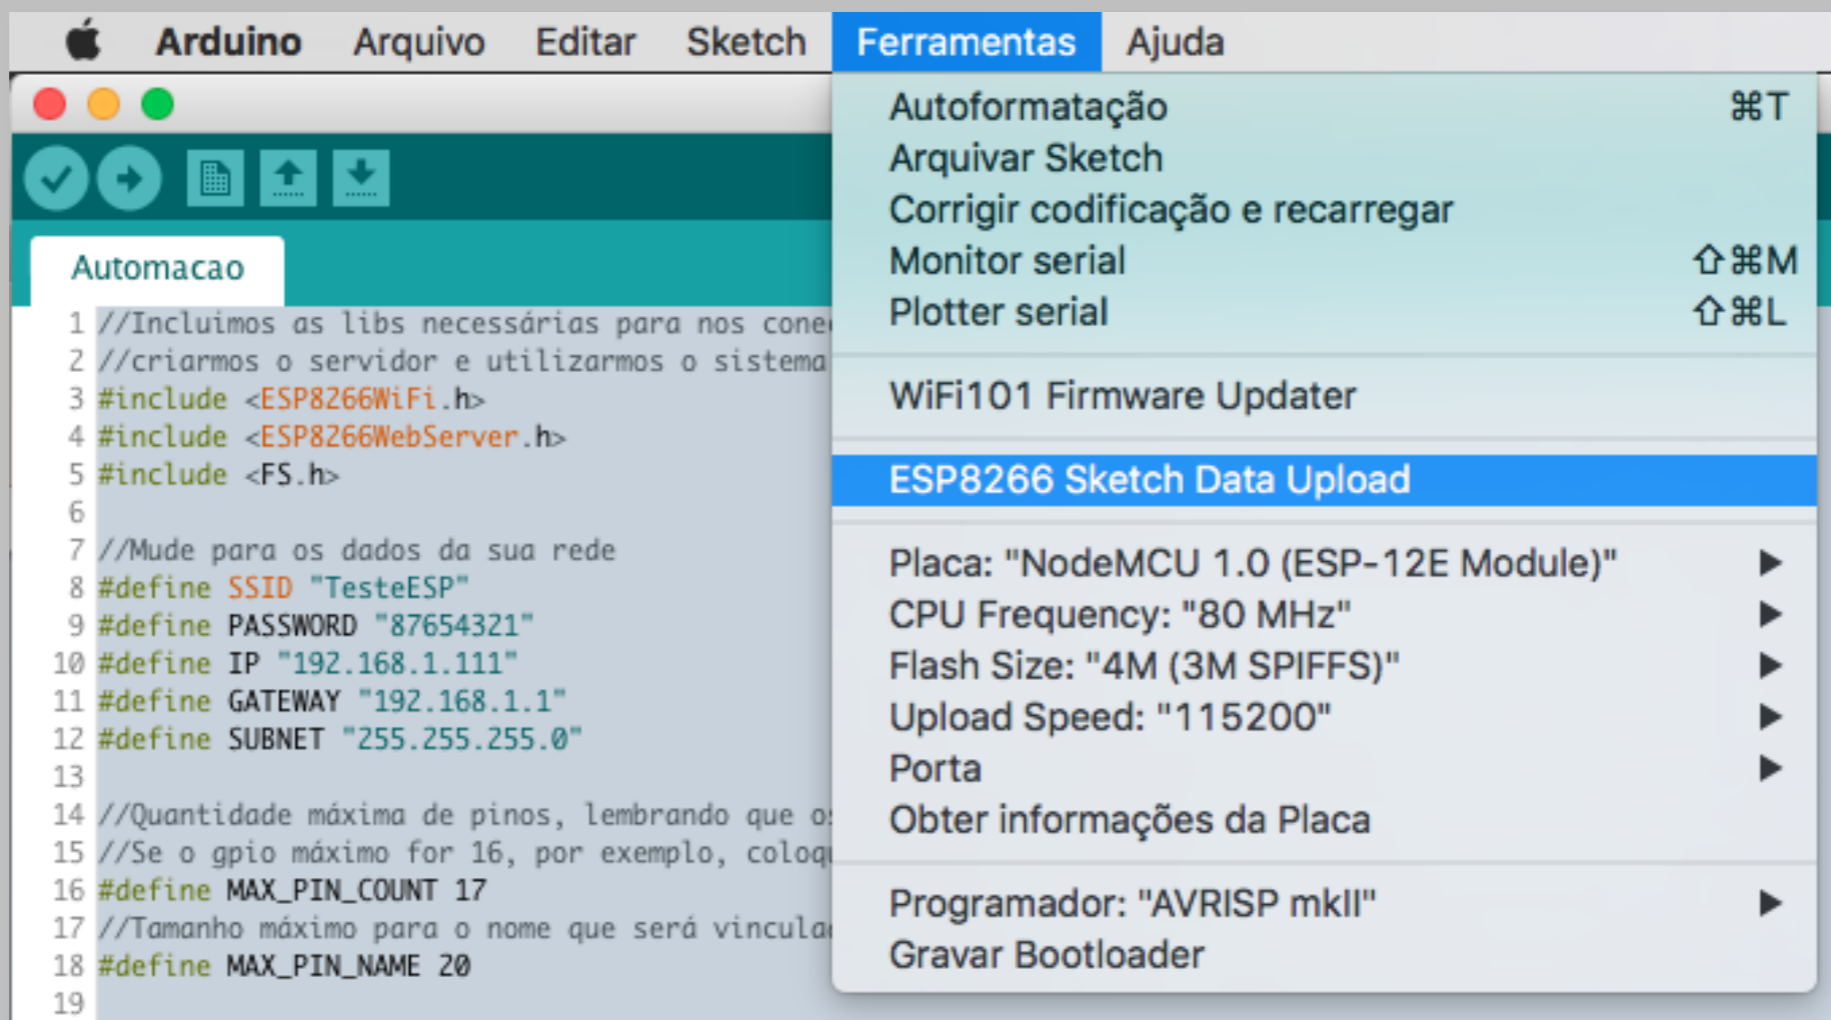 Arduino Arquivo Editar Sketch Ferramentas Ajuda
Autoformatação ⌘T
Arquivar Sketch
Corrigir codificação e recarregar
Monitor serial ⇧⌘M
Plotter serial ⇧⌘L
WiFi101 Firmware Updater
ESP8266 Sketch Data Upload
Placa: "NodeMCU 1.0 (ESP-12E Module)" ▶
CPU Frequency: "80 MHz" ▶
Flash Size: "4M (3M SPIFFS)" ▶
Upload Speed: "115200" ▶
Porta ▶
Obter informações da Placa
Programador: "AVRISP mkII" ▶
Gravar Bootloader
Automacao
1 //Incluimos as libs necessárias para nos cone
2 //criarmos o servidor e utilizarmos o sistema
3 #include <ESP8266WiFi.h>
4 #include <ESP8266WebServer.h>
5 #include <FS.h>
6
7 //Mude para os dados da sua rede
8 #define SSID "TesteESP"
9 #define PASSWORD "87654321"
10 #define IP "192.168.1.111"
11 #define GATEWAY "192.168.1.1"
12 #define SUBNET "255.255.255.0"
13
14 //Quantidade máxima de pinos, lembrando que os
15 //Se o gpio máximo for 16, por exemplo, coloqu
16 #define MAX_PIN_COUNT 17
17 //Tamanho máximo para o nome que será vinculad
18 #define MAX_PIN_NAME 20
19